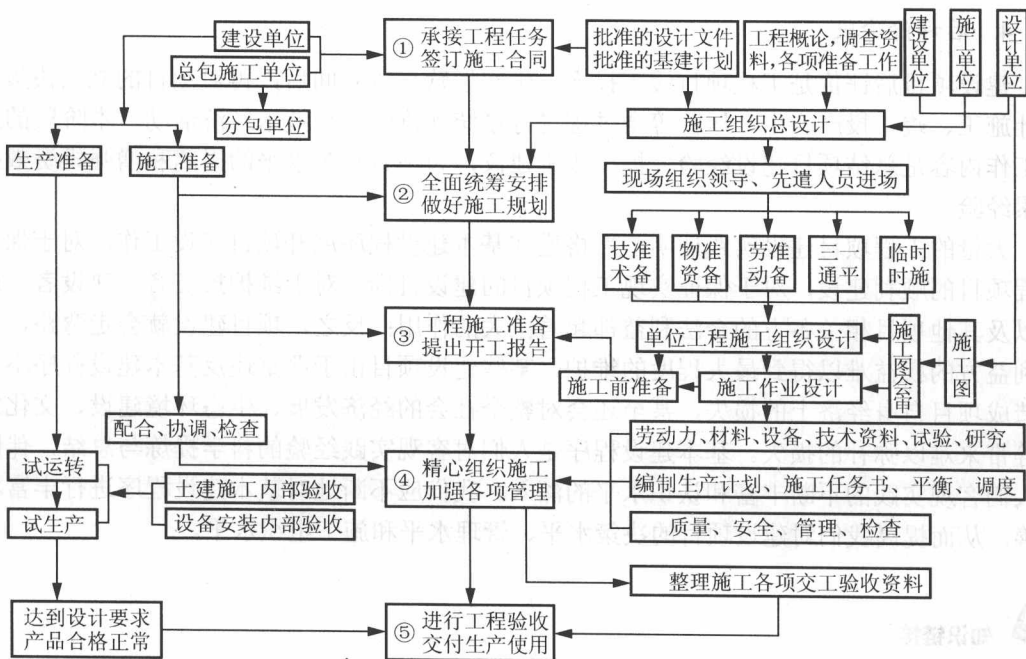 建设单位
总包施工单位
分包单位
生产准备
施工准备
① 承接工程任务
签订施工合同
批准的设计文件
批准的基建计划
工程概论,调查资
料,各项准备工作
建设单位
施工单位
设计单位
施工组织总设计
② 全面统筹安排
做好施工规划
现场组织领导、先遣人员进场
技准
术备
物准
资备
劳准
动备
三一
通平
临时
时施
③ 工程施工准备
提出开工报告
单位工程施工组织设计
施工前准备
施工作业设计
施工图会审
施工图
配合、协调、检查
劳动力、材料、设备、技术资料、试验、研究
试运转
试生产
土建施工内部验收
设备安装内部验收
④ 精心组织施工
加强各项管理
编制生产计划、施工任务书、平衡、调度
质量、安全、管理、检查
整理施工各项交工验收资料
达到设计要求
产品合格正常
⑤ 进行工程验收
交付生产使用
知识链接